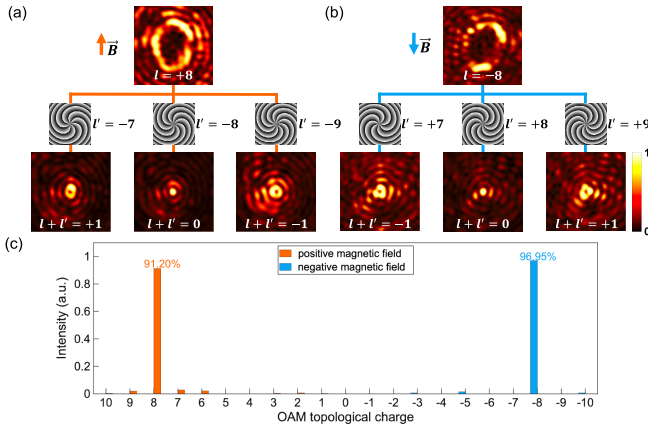 (a)
B
l = +8
l′ = −7
l′ = −8
l′ = −9
l + l′ = +1
l + l′ = 0
l + l′ = −1
(b)
B
l = −8
l′ = +7
l′ = +8
l′ = +9
l + l′ = −1
l + l′ = 0
l + l′ = +1
1
0
(c)
Intensity (a.u.)
1
0.8
0.6
0.4
0.2
0
91.20%
positive magnetic field
negative magnetic field
96.95%
10 9 8 7 6 5 4 3 2 1 0 -1 -2 -3 -4 -5 -6 -7 -8 -9 -10
OAM topological charge